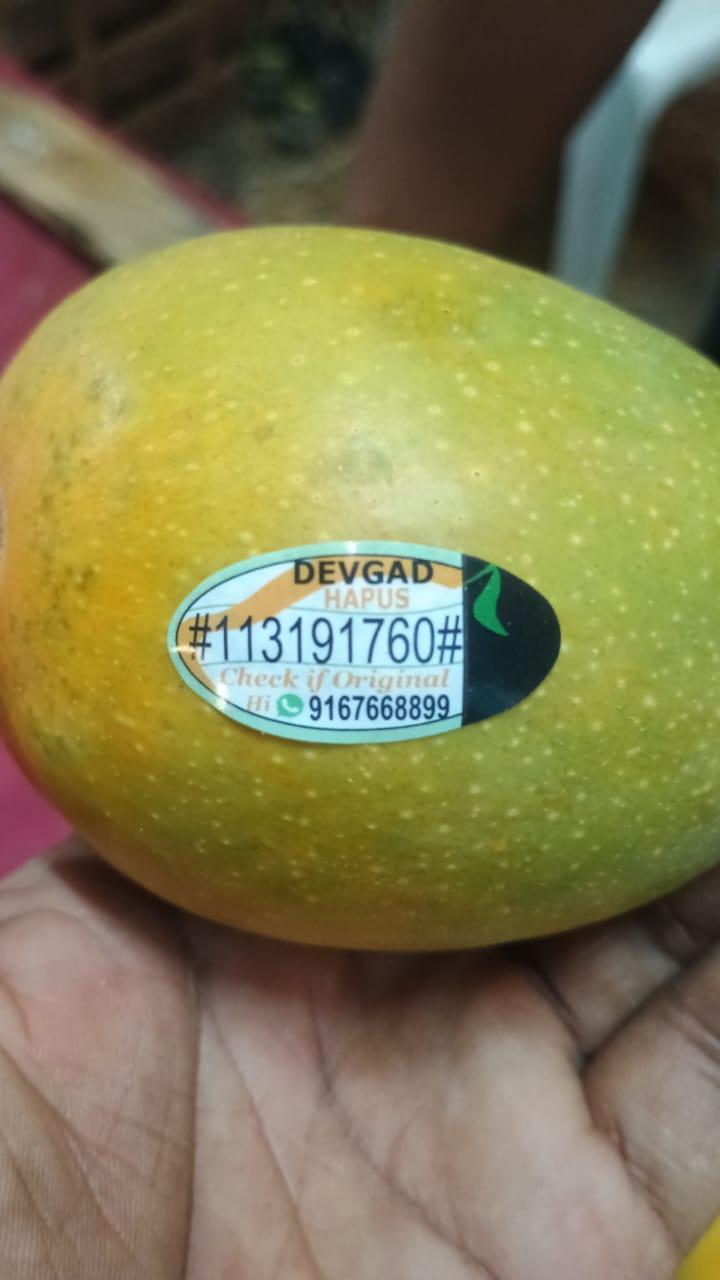 DEVGAD
HAPUS
#113191760#
Check if Original
Hi 9167668899